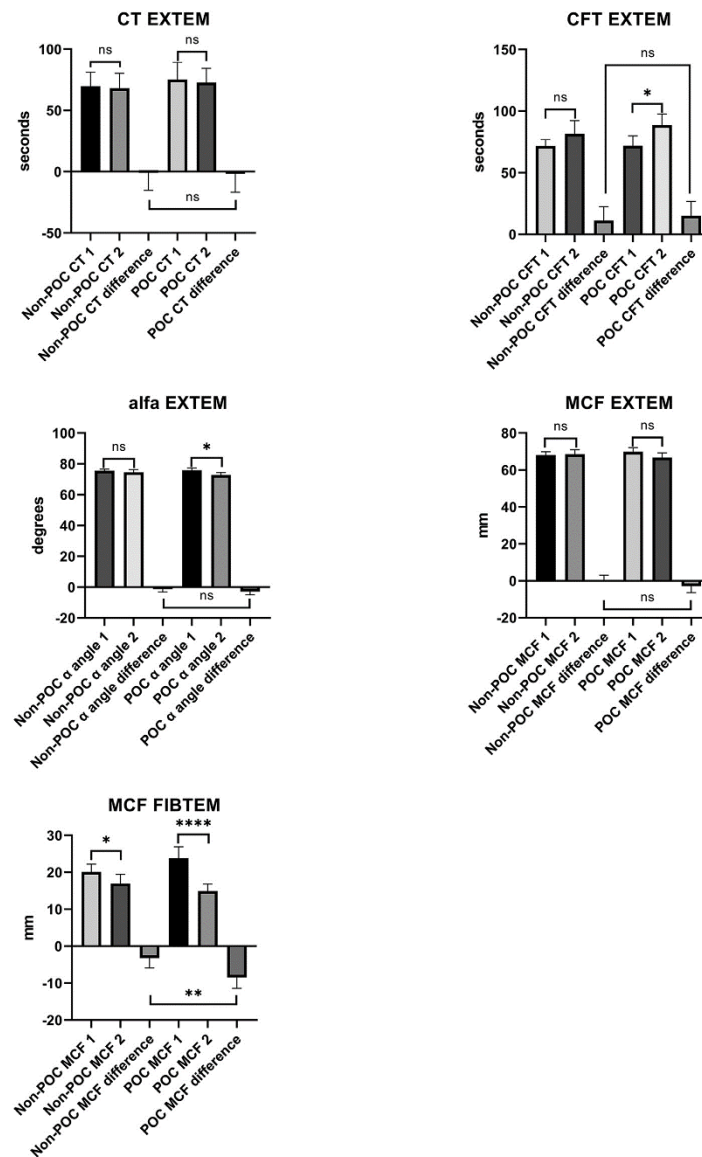 CT EXTEM
ns
ns
100
50
0
-50
seconds
ns
Non-POC CT 1
Non-POC CT 2
Non-POC CT difference
POC CT 1
POC CT 2
POC CT difference
CFT EXTEM
ns
ns
*
150
100
50
0
seconds
Non-POC CFT 1
Non-POC CFT 2
Non-POC CFT difference
POC CFT 1
POC CFT 2
POC CFT difference
alfa EXTEM
ns
*
100
80
60
40
20
0
-20
degrees
ns
Non-POC α angle 1
Non-POC α angle 2
Non-POC α angle difference
POC α angle 1
POC α angle 2
POC α angle difference
MCF EXTEM
ns
ns
80
60
40
20
0
-20
mm
ns
Non-POC MCF 1
Non-POC MCF 2
Non-POC MCF difference
POC MCF 1
POC MCF 2
POC MCF difference
MCF FIBTEM
*
****
30
20
10
0
-10
-20
mm
**
Non-POC MCF 1
Non-POC MCF 2
Non-POC MCF difference
POC MCF 1
POC MCF 2
POC MCF difference